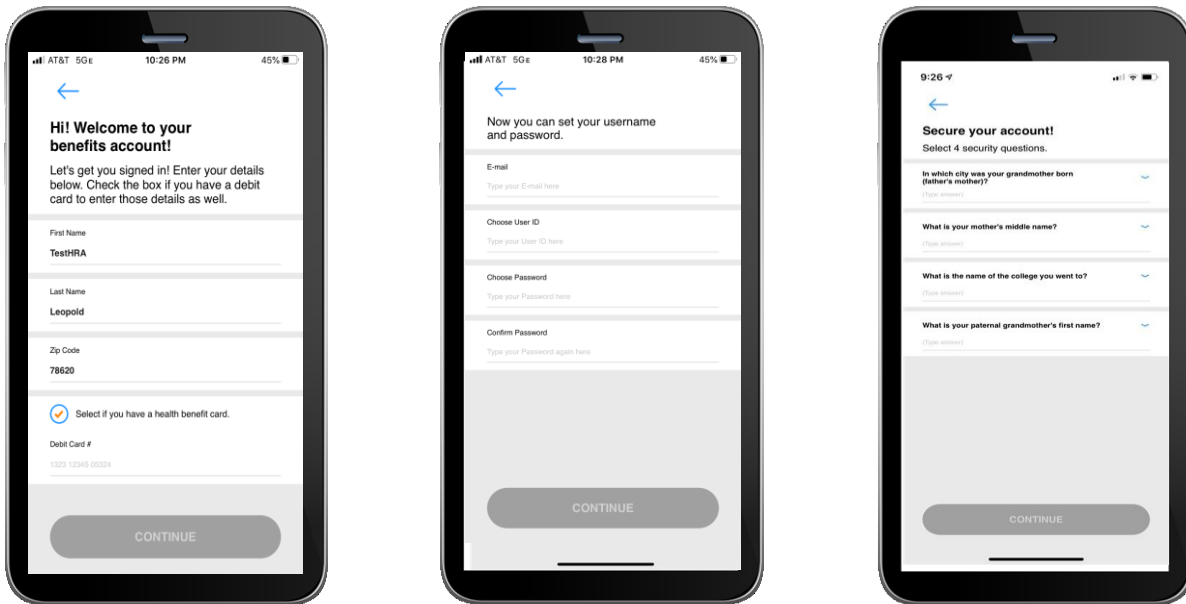 AT&T 5GE 10:26 PM 45%
Hi! Welcome to your
benefits account!
Let's get you signed in! Enter your details
below. Check the box if you have a debit
card to enter those details as well.
First Name
TestHRA
Last Name
Leopold
Zip Code
78620
Select if you have a health benefit card.
Debit Card #
1323 12345 00324
CONTINUE
AT&T 5GE 10:28 PM 45%
Now you can set your username
and password.
E-mail
Type your E-mail here
Choose User ID
Type your User ID here
Choose Password
Type your Password here
Confirm Password
Type your Password again here
CONTINUE
9:26
Secure your account!
Select 4 security questions.
In which city was your grandmother born
(father's mother)?
(Type answer)
What is your mother's middle name?
(Type answer)
What is the name of the college you went to?
(Type answer)
What is your paternal grandmother's first name?
(Type answer)
CONTINUE